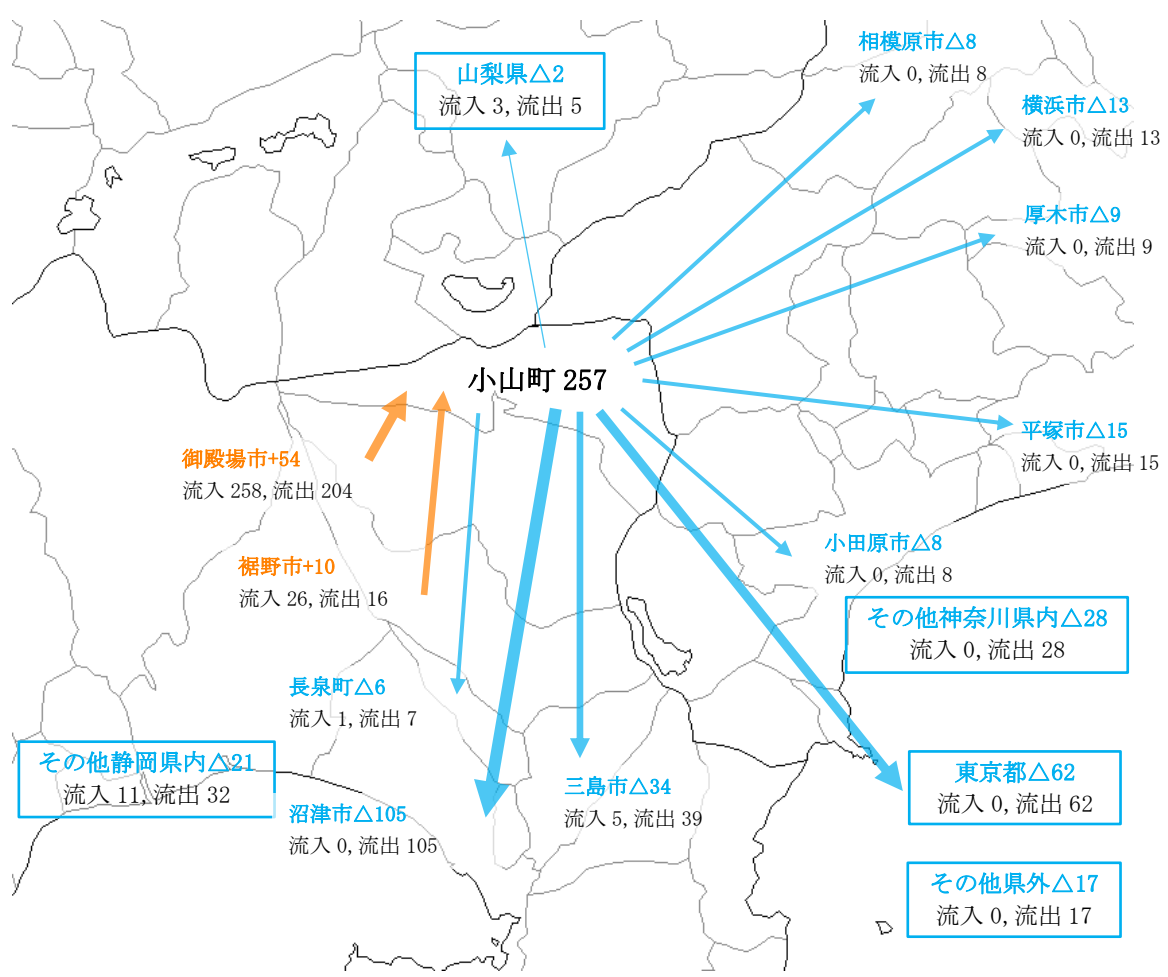 相模原市△8
流入 0, 流出 8
山梨県△2
流入 3, 流出 5
横浜市△13
流入 0, 流出 13
厚木市△9
流入 0, 流出 9
小山町 257
平塚市△15
流入 0, 流出 15
御殿場市+54
流入 258, 流出 204
小田原市△8
流入 0, 流出 8
裾野市+10
流入 26, 流出 16
その他神奈川県内△28
流入 0, 流出 28
長泉町△6
流入 1, 流出 7
その他静岡県内△21
流入 11, 流出 32
東京都△62
流入 0, 流出 62
三島市△34
流入 5, 流出 39
沼津市△105
流入 0, 流出 105
その他県外△17
流入 0, 流出 17